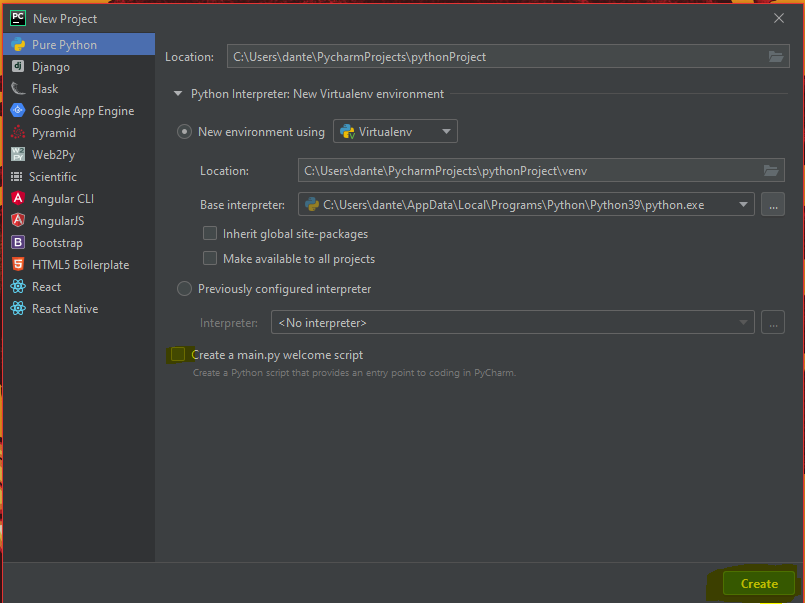 PC New Project
Pure Python
dj Django
Flask
Google App Engine
Pyramid
Web2Py
Scientific
A Angular CLI
A AngularJS
B Bootstrap
5 HTML5 Boilerplate
React
React Native
Location: C:\Users\dante\PycharmProjects\pythonProject
Python Interpreter: New Virtualenv environment
New environment using Virtualenv
Location: C:\Users\dante\PycharmProjects\pythonProject\venv
Base interpreter: C:\Users\dante\AppData\Local\Programs\Python\Python39\python.exe ...
Inherit global site-packages
Make available to all projects
Previously configured interpreter
Interpreter: <No interpreter> ...
Create a main.py welcome script
Create a Python script that provides an entry point to coding in PyCharm.
Create